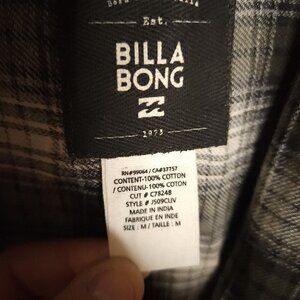 Est.
BILLA
BONG
1973
RN#99064 / CA#37757
CONTENT-100% COTTON
/ CONTENU-100% COTON
CUT # C78248
STYLE # J509CLIV
MADE IN INDIA
FABRIQUE EN INDE
SIZE : M / TAILLE : M